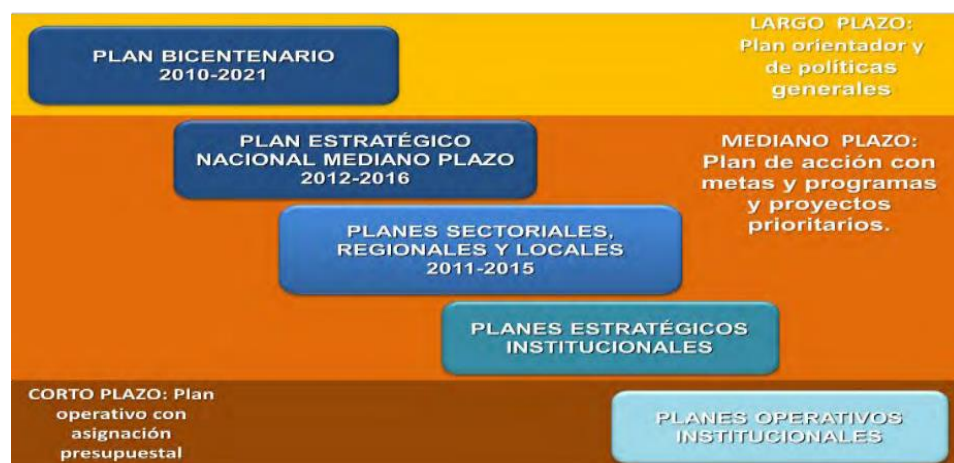 PLAN BICENTENARIO
2010-2021
LARGO PLAZO:
Plan orientador y
de políticas
generales
PLAN ESTRATÉGICO
NACIONAL MEDIANO PLAZO
2012-2016
MEDIANO PLAZO:
Plan de acción con
metas y programas
y proyectos
prioritarios.
PLANES SECTORIALES,
REGIONALES Y LOCALES
2011-2015
PLANES ESTRATÉGICOS
INSTITUCIONALES
CORTO PLAZO: Plan
operativo con
asignación
presupuestal
PLANES OPERATIVOS
INSTITUCIONALES